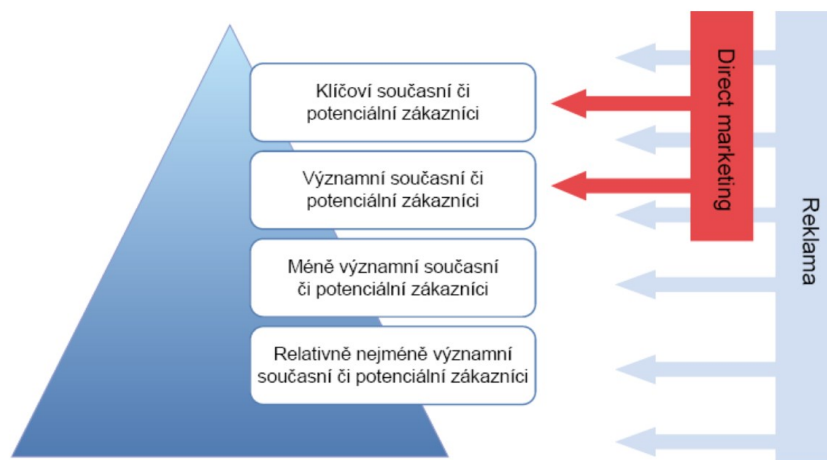 Klíčoví současní či
potenciální zákazníci
Významní současní či
potenciální zákazníci
Méně významní současní
či potenciální zákazníci
Relativně nejméně významní
současní či potenciální zákazníci
Direct marketing
Reklama